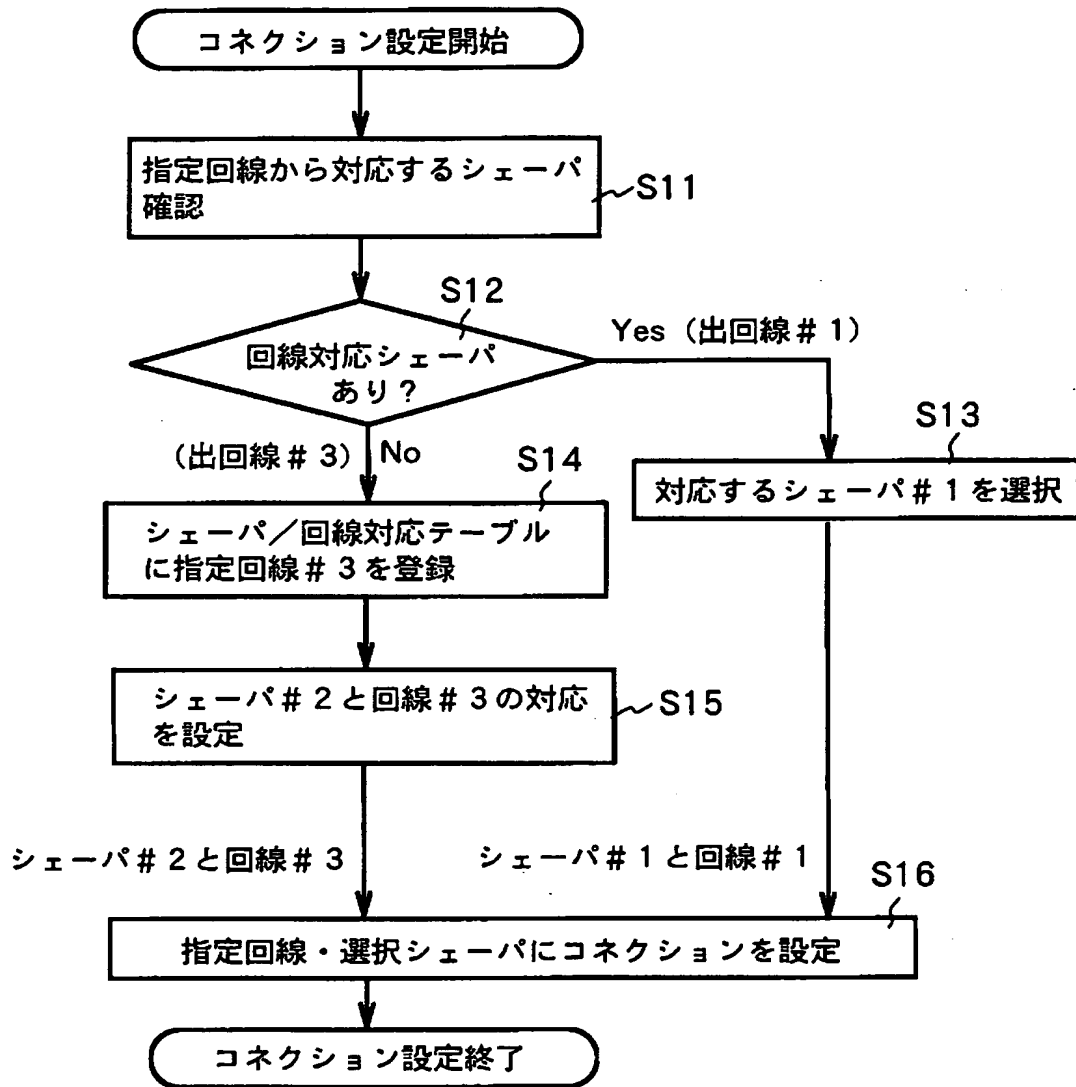 コネクション設定開始
指定回線から対応するシェーパ
確認
S11
S12
回線対応シェーパ
あり？
Yes（出回線＃1）
（出回線＃3）No
S13
対応するシェーパ＃1を選択
S14
シェーパ／回線対応テーブル
に指定回線＃3を登録
シェーパ＃2と回線＃3の対応
を設定
S15
シェーパ＃2と回線＃3
シェーパ＃1と回線＃1
S16
指定回線・選択シェーパにコネクションを設定
コネクション設定終了